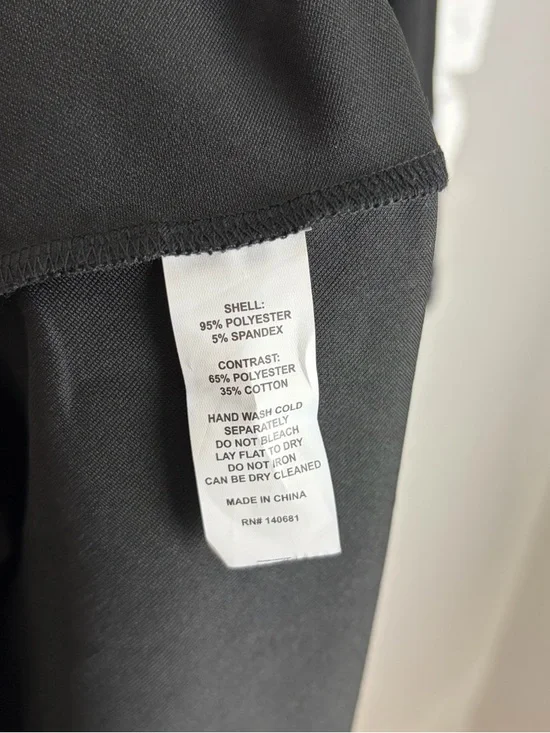 SHELL:
95% POLYESTER
5% SPANDEX
CONTRAST:
65% POLYESTER
35% COTTON
HAND WASH COLD
SEPARATELY
DO NOT BLEACH
LAY FLAT TO DRY
DO NOT IRON
CAN BE DRY CLEANED
MADE IN CHINA
RN# 140681